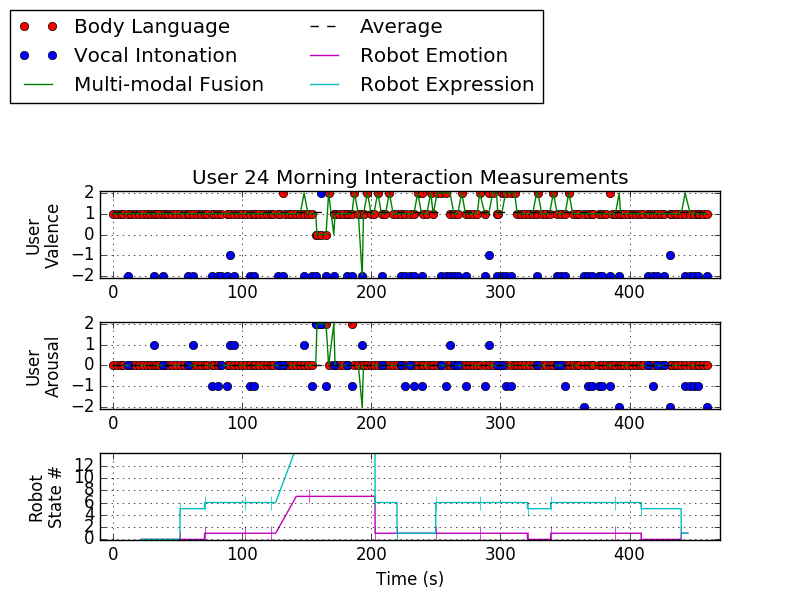 Body Language
Vocal Intonation
Multi-modal Fusion
Average
Robot Emotion
Robot Expression
User 24 Morning Interaction Measurements
User
Valence
2
1
0
−1
−2
0 100 200 300 400
User
Arousal
2
1
0
−1
−2
0 100 200 300 400
Robot
State #
12
10
8
6
4
2
0
0 100 200 300 400
Time (s)